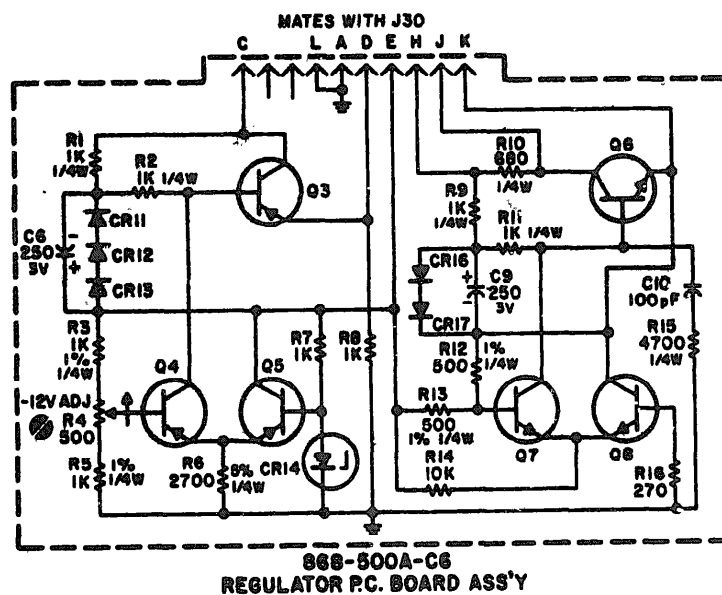 MATES WITH J30
C L A D E H J K
R1
1K
1/4W
R2
1K 1/4W
Q3
R10
680
1/4W
Q6
R9
1K
1/4W
R11
1K 1/4W
C6
250
3V
-
+
CR11
CR12
CR13
CR16
CR17
+
C9
250
-
3V
C10
100pF
R3
1K
1%
1/4W
Q4
Q5
R7
1K
R8
1K
R12
500
1%
1/4W
R15
4700
1/4W
-12V ADJ
R4
500
R13
500
1% 1/4W
R5
1K
1%
1/4W
R6
2700
1/4W
CR14
R14
10K
Q7
Q8
R16
270
868-500A-C6
REGULATOR P.C. BOARD ASS'Y